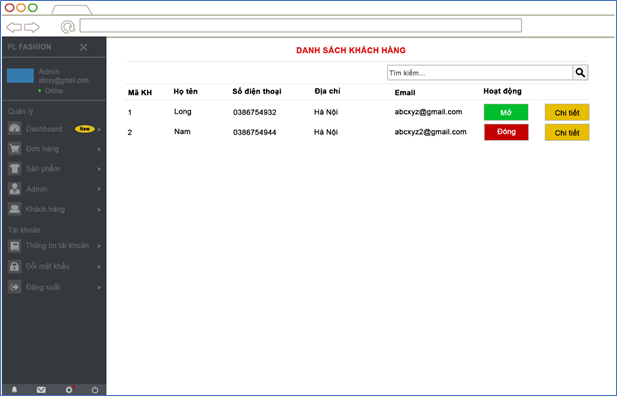 PL FASHION
Admin
abcxy@gmail.com
Online
Quản lý
Dashboard New
Đơn hàng
Sản phẩm
Admin
Khách hàng
Tài khoản
Thông tin tài khoản
Đổi mật khẩu
Đăng xuất
DANH SÁCH KHÁCH HÀNG
Tìm kiếm...
Mã KH Họ tên Số điện thoại Địa chỉ Email Hoạt động
1 Long 0386754932 Hà Nội abcxyz@gmail.com Mở Chi tiết
2 Nam 0386754944 Hà Nội abcxyz2@gmail.com Đóng Chi tiết